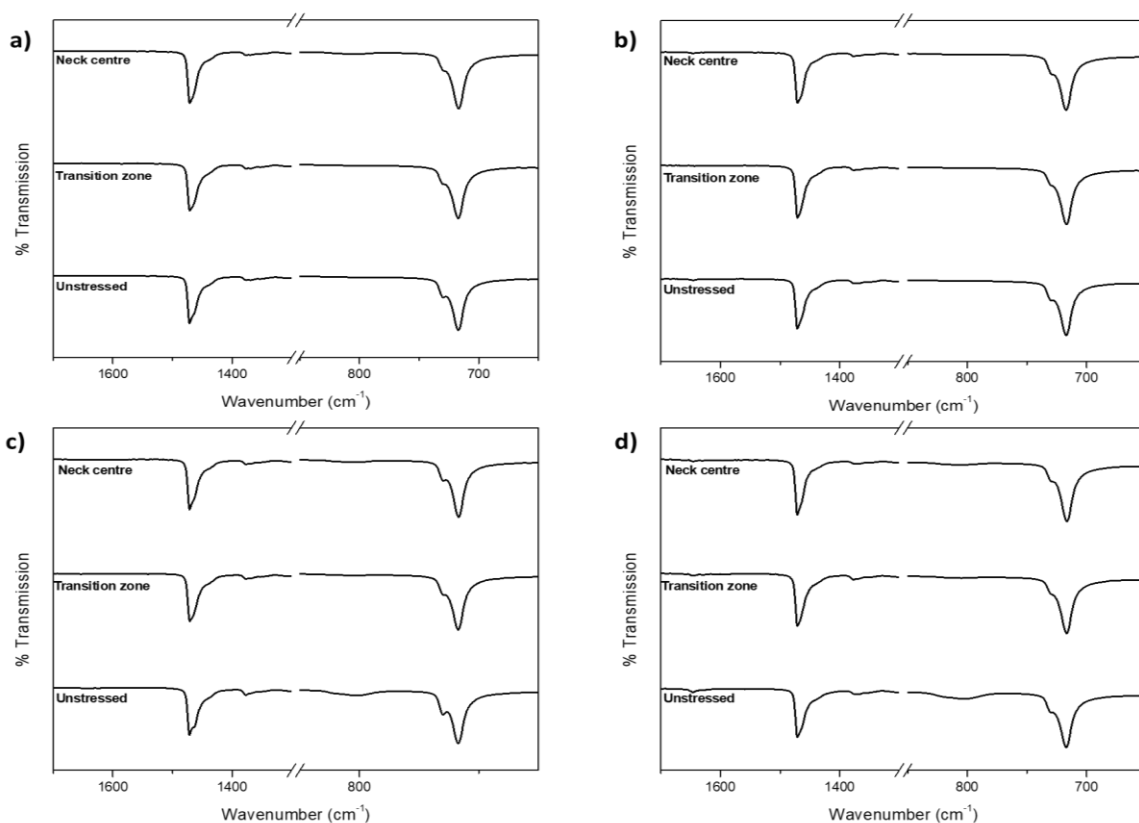 a)
Neck centre
Transition zone
Unstressed
% Transmission
1600
1400
800
700
Wavenumber (cm⁻¹)
b)
Neck centre
Transition zone
Unstressed
% Transmission
1600
1400
800
700
Wavenumber (cm⁻¹)
c)
Neck centre
Transition zone
Unstressed
% Transmission
1600
1400
800
Wavenumber (cm⁻¹)
d)
Neck centre
Transition zone
Unstressed
% Transmission
1600
1400
800
700
Wavenumber (cm⁻¹)